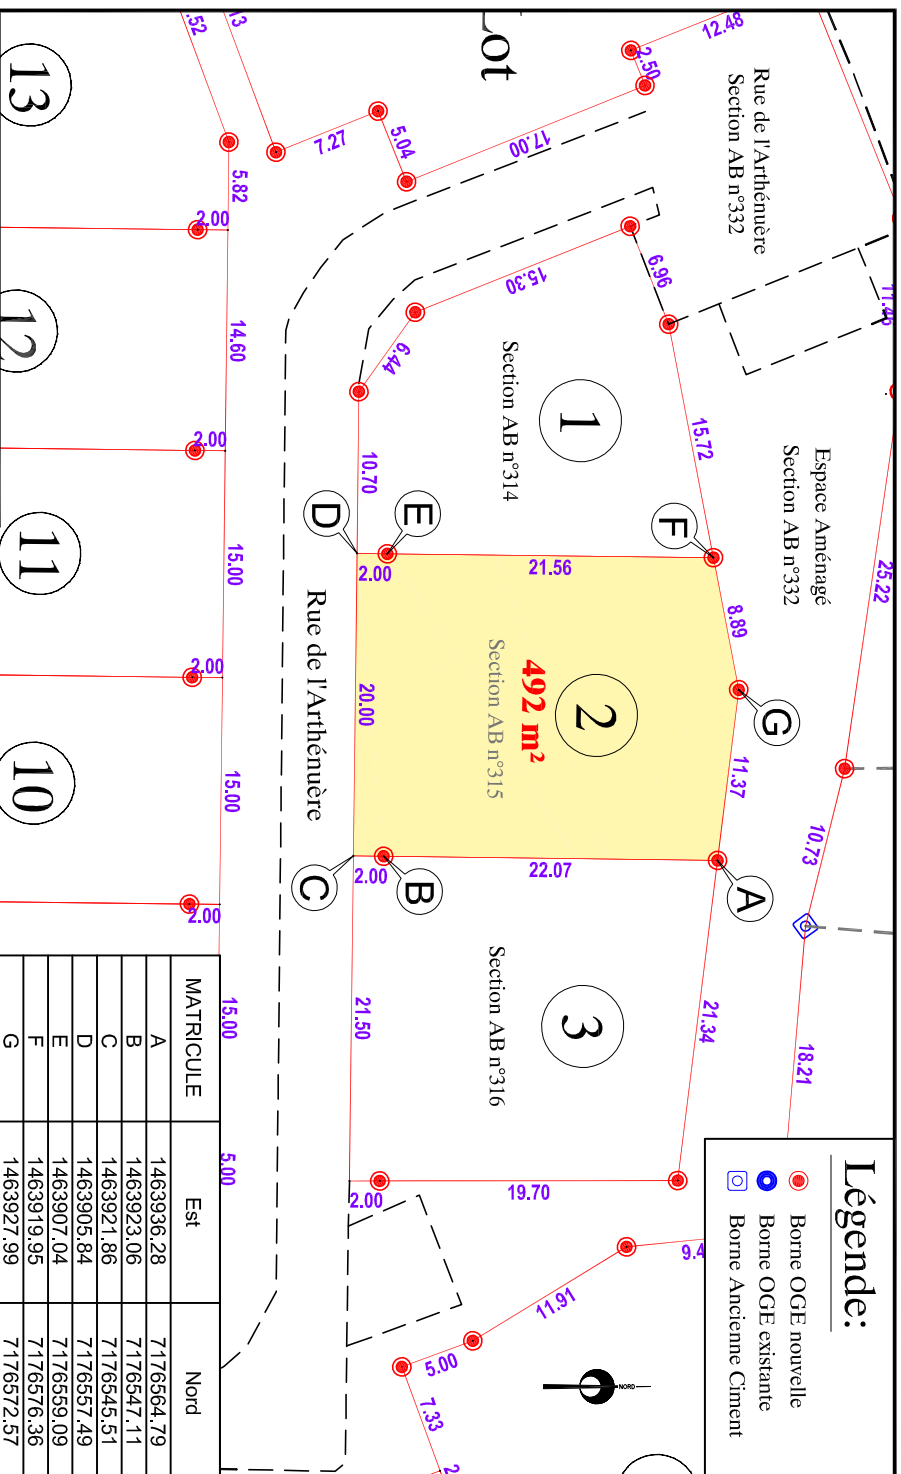 Légende:
Borne OGE nouvelle
Borne OGE existante
Borne Ancienne Ciment
12.48
2.50
Rue de l'Arthénuère
Section AB n°332
11.46
Espace Aménagé
Section AB n°332
25.22
10.73
18.21
Lot
17.00
5.04
7.27
13
.52
5.82
6.96
15.30
6.44
15.72
1
Section AB n°314
10.70
F
E
D
8.89
G
11.37
A
21.56
2.00
2
492 m²
Section AB n°315
20.00
22.07
2.00
B
C
Rue de l'Arthénuère
21.34
3
Section AB n°316
21.50
19.70
2.00
9.4
11.91
5.00
7.33
2
NORD
13
2.00
14.60
12
2.00
15.00
11
2.00
15.00
10
2.00
15.00
5.00
MATRICULE Est Nord
A 1463936.28 7176564.79
B 1463923.06 7176547.11
C 1463921.86 7176545.51
D 1463905.84 7176557.49
E 1463907.04 7176559.09
F 1463919.95 7176576.36
G 1463927.99 7176572.57